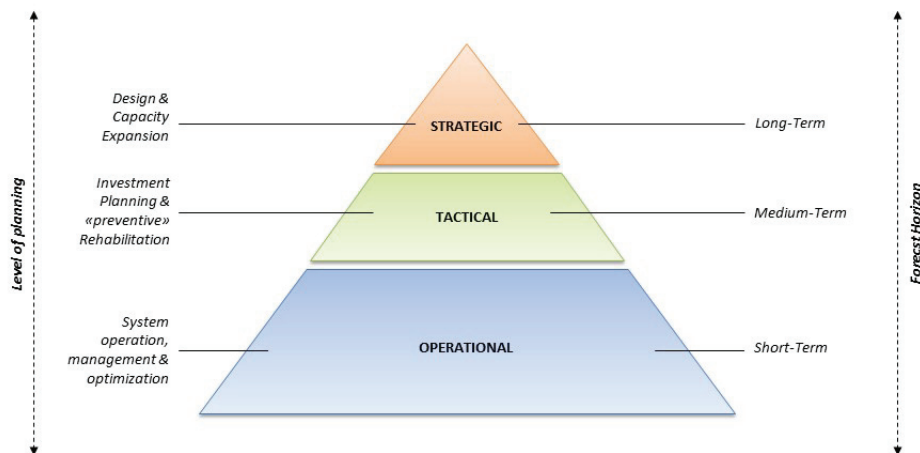 Level of planning
Design &
Capacity
Expansion
STRATEGIC
Long-Term
Investment
Planning &
«preventive»
Rehabilitation
TACTICAL
Medium-Term
System
operation,
management &
optimization
OPERATIONAL
Short-Term
Forecst Horizon